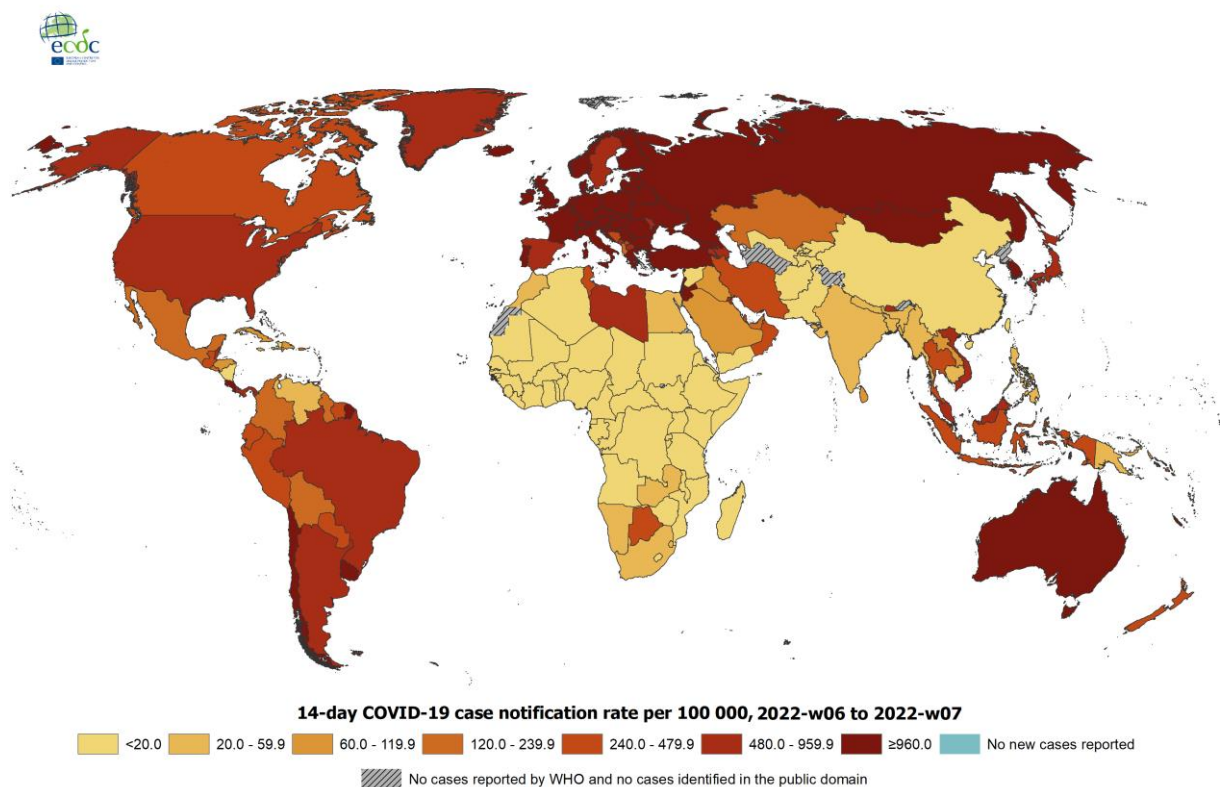 ecdc
14-day COVID-19 case notification rate per 100 000, 2022-w06 to 2022-w07
<20.0 20.0 - 59.9 60.0 - 119.9 120.0 - 239.9 240.0 - 479.9 480.0 - 959.9 ≥960.0 No new cases reported
No cases reported by WHO and no cases identified in the public domain